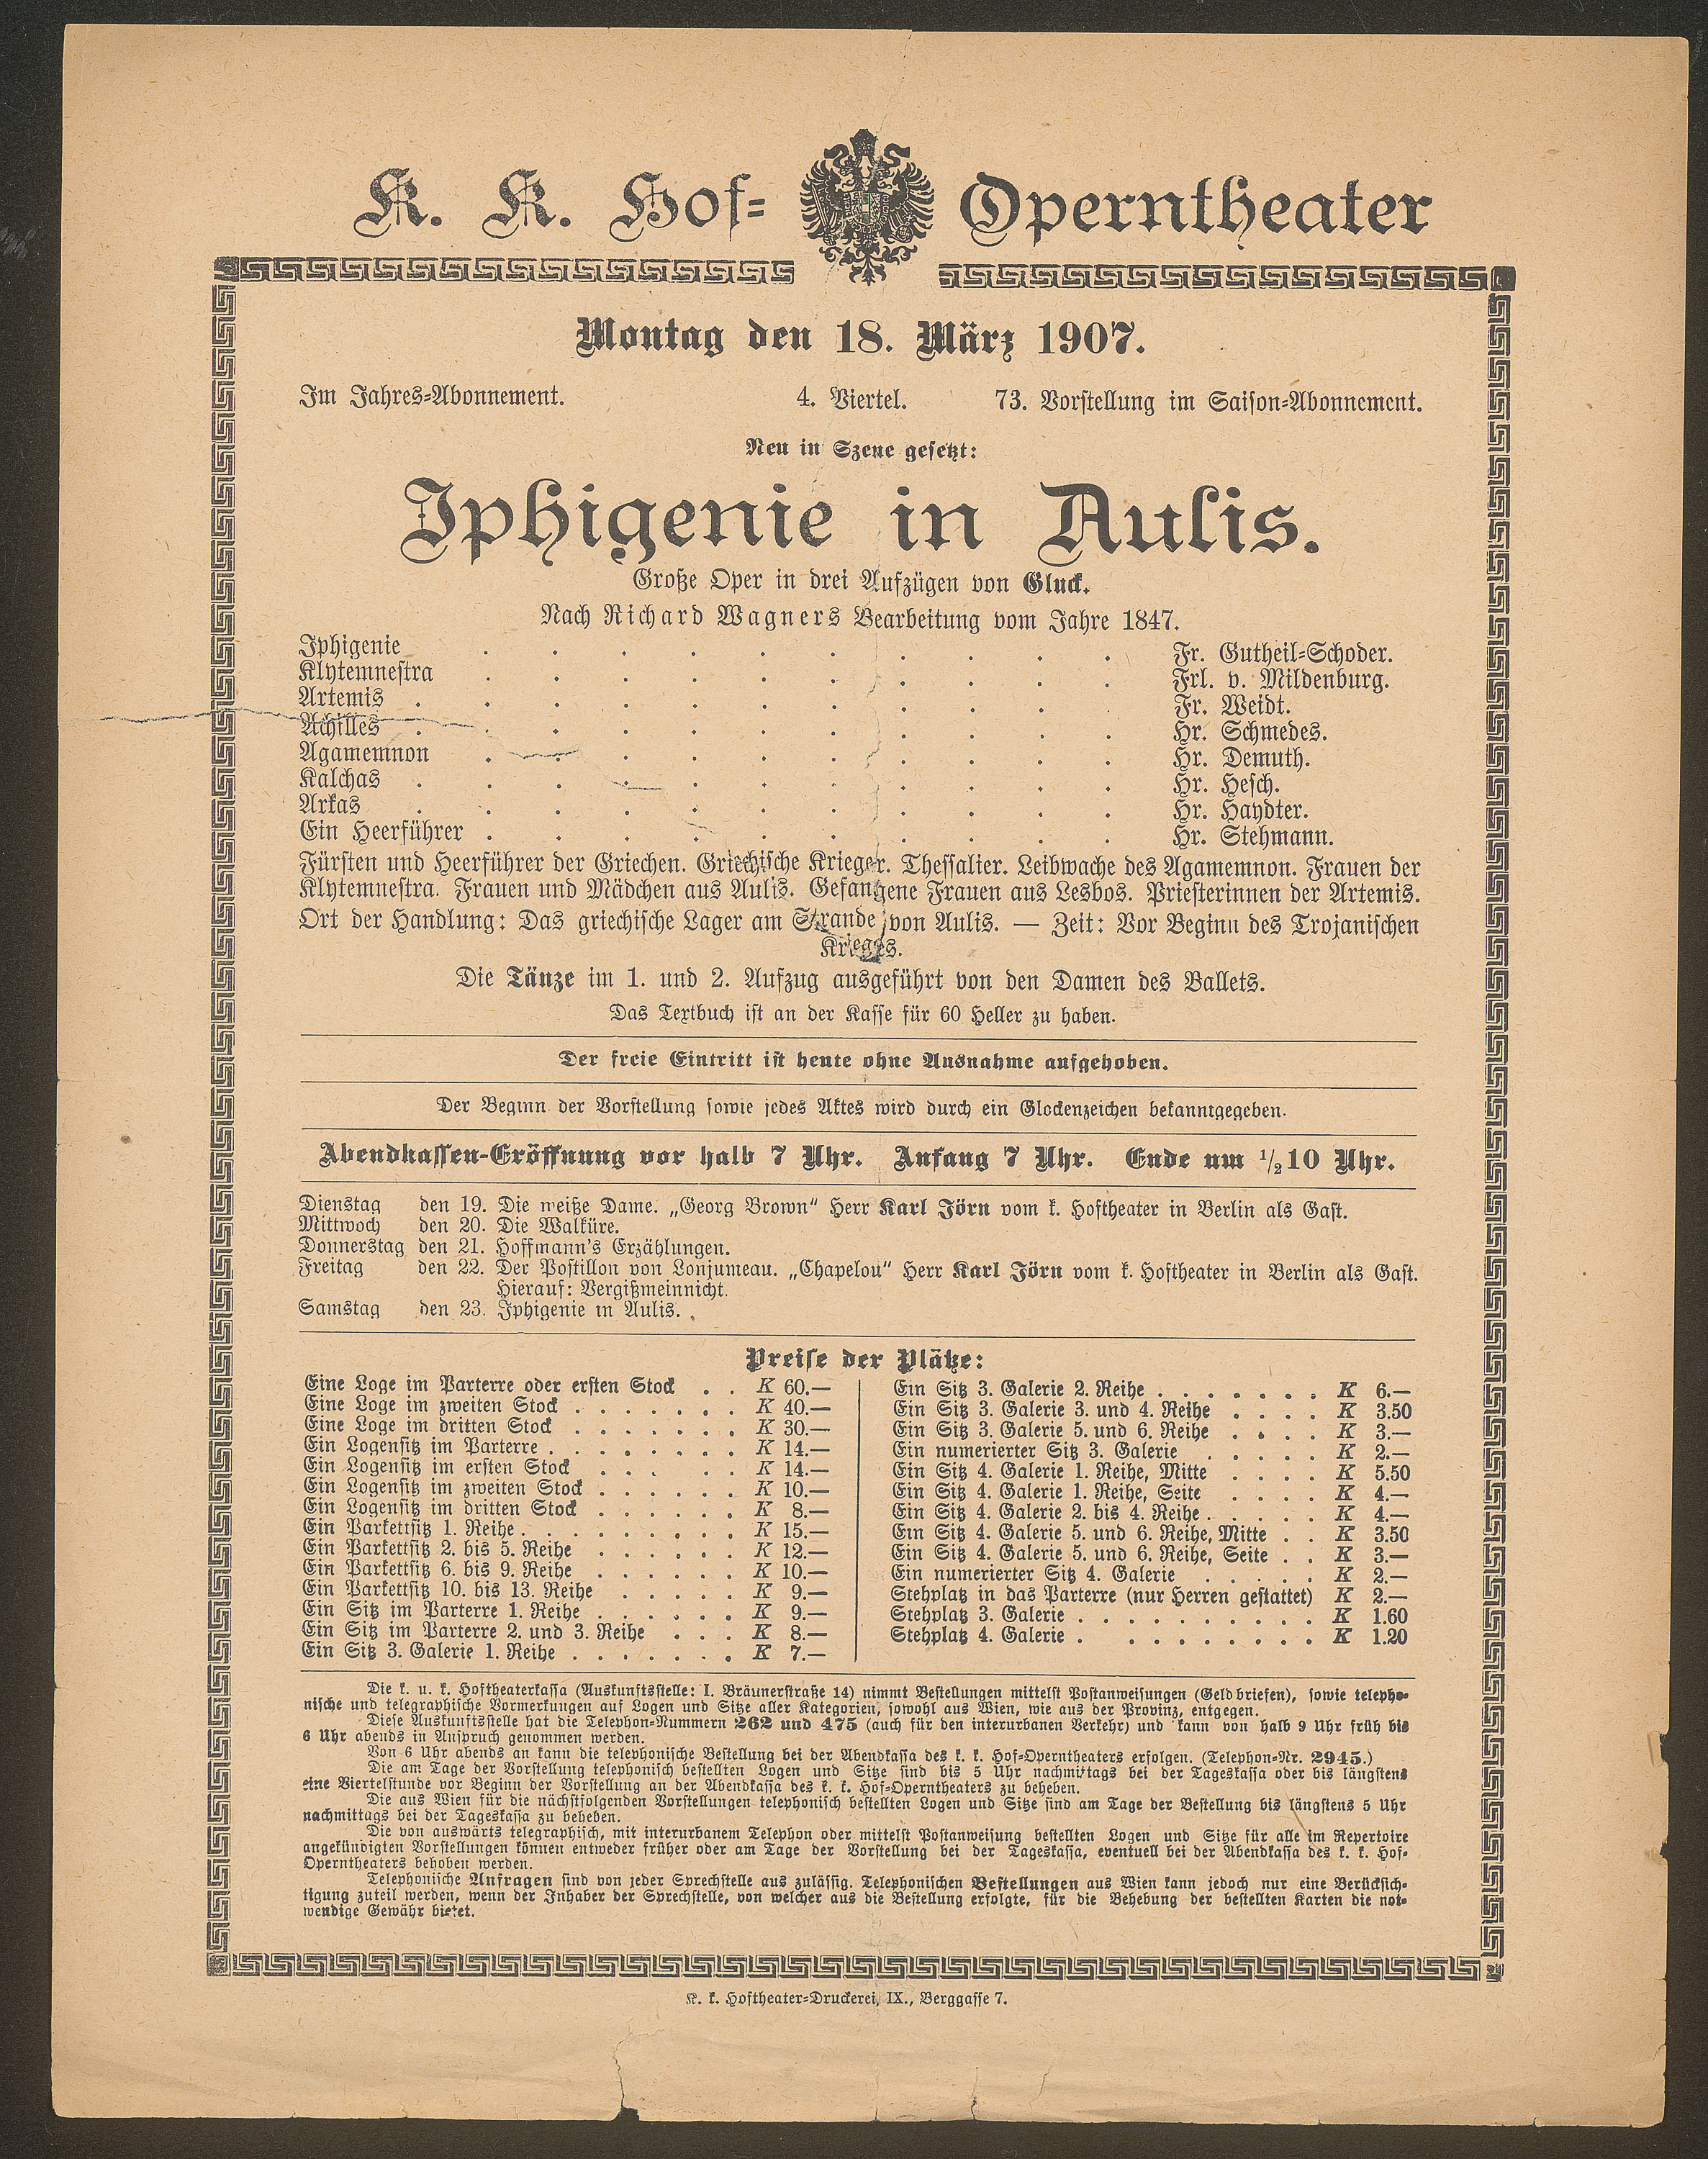 K. K. Hof= Operntheater
Montag den 18. März 1907.
Im Jahres=Abonnement. 4. Viertel. 73. Vorstellung im Saison=Abonnement.
Neu in Szene gesetzt:
Iphigenie in Aulis.
Große Oper in drei Aufzügen von Gluck.
Nach Richard Wagners Bearbeitung vom Jahre 1847.
Iphigenie . . . . . . . . . . Fr. Gutheil=Schoder.
Klytemnestra . . . . . . . . . . Frl. v. Mildenburg.
Artemis . . . . . . . . . . . Fr. Weidt.
Achilles . . . . . . . . . . . Hr. Schmedes.
Agamemnon . . . . . . . . . . Hr. Demuth.
Kalchas . . . . . . . . . . . Hr. Hesch.
Arkas . . . . . . . . . . . Hr. Haydter.
Ein Heerführer . . . . . . . . . . Hr. Stehmann.
Fürsten und Heerführer der Griechen. Griechische Krieger. Thessalier. Leibwache des Agamemnon. Frauen der
Klytemnestra. Frauen und Mädchen aus Aulis. Gefangene Frauen aus Lesbos. Priesterinnen der Artemis.
Ort der Handlung: Das griechische Lager am Strande von Aulis. — Zeit: Vor Beginn des Trojanischen
Krieges.
Die Tänze im 1. und 2. Aufzug ausgeführt von den Damen des Ballets.
Das Textbuch ist an der Kasse für 60 Heller zu haben.
Der freie Eintritt ist heute ohne Ausnahme aufgehoben.
Der Beginn der Vorstellung sowie jedes Aktes wird durch ein Glockenzeichen bekanntgegeben.
Abendkassen-Eröffnung vor halb 7 Uhr. Anfang 7 Uhr. Ende um 1/2 10 Uhr.
Dienstag den 19. Die weiße Dame. „Georg Brown“ Herr Karl Jörn vom k. Hoftheater in Berlin als Gast.
Mittwoch den 20. Die Walküre.
Donnerstag den 21. Hoffmann's Erzählungen.
Freitag den 22. Der Postillon von Lonjumeau. „Chapelou“ Herr Karl Jörn vom k. Hoftheater in Berlin als Gast.
Hierauf: Vergißmeinnicht.
Samstag den 23. Iphigenie in Aulis.
Preise der Plätze:
Eine Loge im Parterre oder ersten Stock . . K 60.—
Eine Loge im zweiten Stock . . . . . . . K 40.—
Eine Loge im dritten Stock . . . . . . . K 30.—
Ein Logensitz im Parterre . . . . . . . . K 14.—
Ein Logensitz im ersten Stock . . . . . . K 14.—
Ein Logensitz im zweiten Stock . . . . . . K 10.—
Ein Logensitz im dritten Stock . . . . . . K 8.—
Ein Parkettsitz 1. Reihe . . . . . . . . . K 15.—
Ein Parkettsitz 2. bis 5. Reihe . . . . . . K 12.—
Ein Parkettsitz 6. bis 9. Reihe . . . . . . K 10.—
Ein Parkettsitz 10. bis 13. Reihe . . . . . K 9.—
Ein Sitz im Parterre 1. Reihe . . . . . . K 9.—
Ein Sitz im Parterre 2. und 3. Reihe . . . K 8.—
Ein Sitz 3. Galerie 1. Reihe . . . . . . . K 7.—
Ein Sitz 3. Galerie 2. Reihe . . . . . . . K 6.—
Ein Sitz 3. Galerie 3. und 4. Reihe . . . . K 3.50
Ein Sitz 3. Galerie 5. und 6. Reihe . . . . K 3.—
Ein numerierter Sitz 3. Galerie . . . . . K 2.—
Ein Sitz 4. Galerie 1. Reihe, Mitte . . . . K 5.50
Ein Sitz 4. Galerie 1. Reihe, Seite . . . . K 4.—
Ein Sitz 4. Galerie 2. bis 4. Reihe . . . . . K 4.—
Ein Sitz 4. Galerie 5. und 6. Reihe, Mitte . . K 3.50
Ein Sitz 4. Galerie 5. und 6. Reihe, Seite . . K 3.—
Ein numerierter Sitz 4. Galerie . . . . . K 2.—
Stehplatz in das Parterre (nur Herren gestattet) K 2.—
Stehplatz 3. Galerie . . . . . . . . . . K 1.60
Stehplatz 4. Galerie . . . . . . . . . K 1.20
Die k. u. k. Hoftheaterkassa (Auskunftsstelle: I. Bräunerstraße 14) nimmt Bestellungen mittelst Postanweisungen (Geldbriefen), sowie telepho=
nische und telegraphische Vormerkungen auf Logen und Sitze aller Kategorien, sowohl aus Wien, wie aus der Provinz, entgegen.
Diese Auskunftsstelle hat die Telephon=Nummern 262 und 475 (auch für den interurbanen Verkehr) und kann von halb 9 Uhr früh bis
6 Uhr abends in Anspruch genommen werden.
Von 6 Uhr abends an kann die telephonische Bestellung bei der Abendkassa des k. k. Hof=Operntheaters erfolgen. (Telephon=Nr. 2945.)
Die am Tage der Vorstellung telephonisch bestellten Logen und Sitze sind bis 5 Uhr nachmittags bei der Tageskassa oder bis längstens
eine Viertelstunde vor Beginn der Vorstellung an der Abendkassa des k. k. Hof=Operntheaters zu beheben.
Die aus Wien für die nächstfolgenden Vorstellungen telephonisch bestellten Logen und Sitze sind am Tage der Bestellung bis längstens 5 Uhr
nachmittags bei der Tageskassa zu beheben.
Die von auswärts telegraphisch, mit interurbanem Telephon oder mittelst Postanweisung bestellten Logen und Sitze für alle im Repertoire
angekündigten Vorstellungen können entweder früher oder am Tage der Vorstellung bei der Tageskassa, eventuell bei der Abendkassa des k. k. Hof=
Operntheaters behoben werden.
Telephonische Anfragen sind von jeder Sprechstelle aus zulässig. Telephonischen Bestellungen aus Wien kann jedoch nur eine Berücksich=
tigung zuteil werden, wenn der Inhaber der Sprechstelle, von welcher aus die Bestellung erfolgte, für die Behebung der bestellten Karten die not=
wendige Gewähr bietet.
K. k. Hoftheater=Druckerei, IX., Berggasse 7.